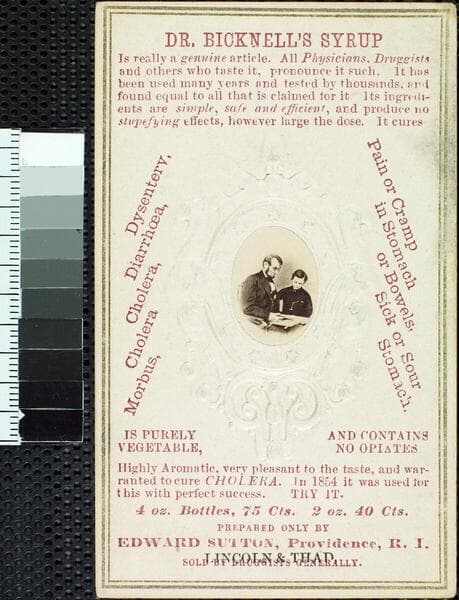 DR. BICKNELL'S SYRUP
Is really a genuine article. All Physicians, Druggists
and others who taste it, pronounce it such. It has
been used many years and tested by thousands, and
found equal to all that is claimed for it Its ingredi-
ents are simple, safe and efficient, and produce no
stupefying effects, however large the dose. It cures
Dysentery,
Diarrhœa,
Cholera,
Cholera
Morbus,
Pain or Cramp
in Stomach
or Bowels,
Sick or Sour
Stomach.
IS PURELY
VEGETABLE,
AND CONTAINS
NO OPIATES
Highly Aromatic, very pleasant to the taste, and war-
ranted to cure CHOLERA. In 1854 it was used for
this with perfect success. TRY IT.
4 oz. Bottles, 75 Cts. 2 oz. 40 Cts.
PREPARED ONLY BY
EDWARD SUTTON, Providence, R. I.
LINCOLN & THAD.
SOLD BY DRUGGISTS GENERALLY.